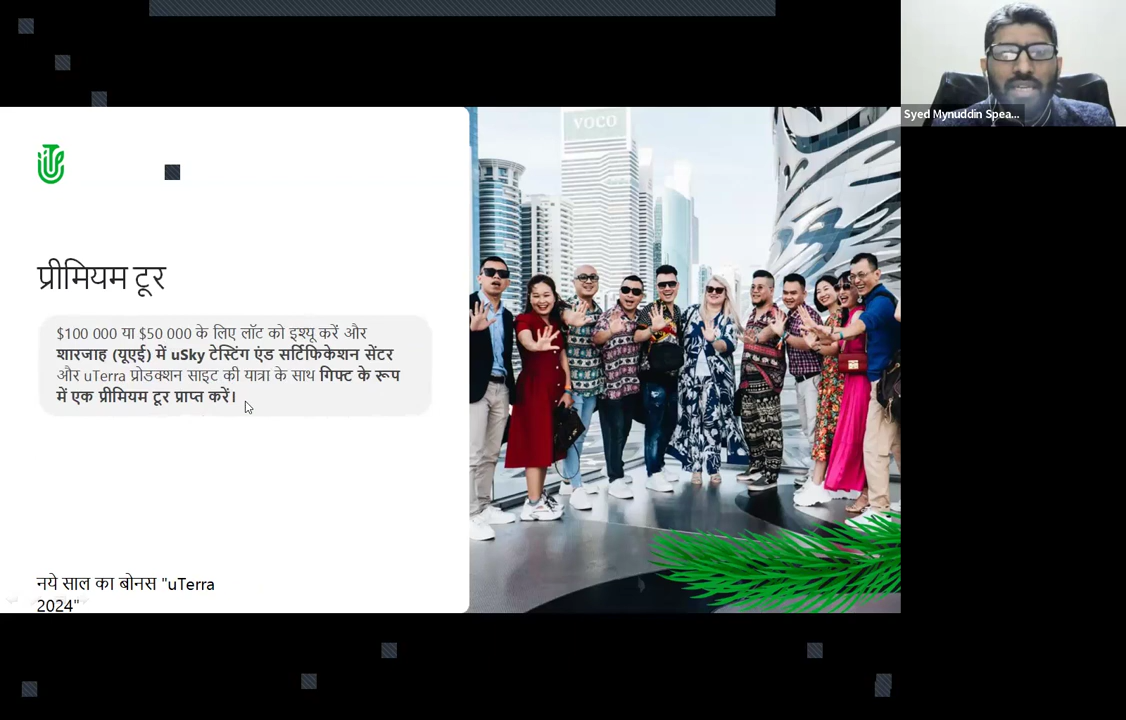 VOCO
Syed Mynuddin Spea...
प्रीमियम टूर
$100 000 या $50 000 के लिए लॉट को इश्यू करें और
शारजाह (यूएई) में uSky टेस्टिंग एंड सर्टिफिकेशन सेंटर
और uTerra प्रोडक्शन साइट की यात्रा के साथ गिफ्ट के रूप
में एक प्रीमियम टूर प्राप्त करें।
नये साल का बोनस "uTerra
2024"